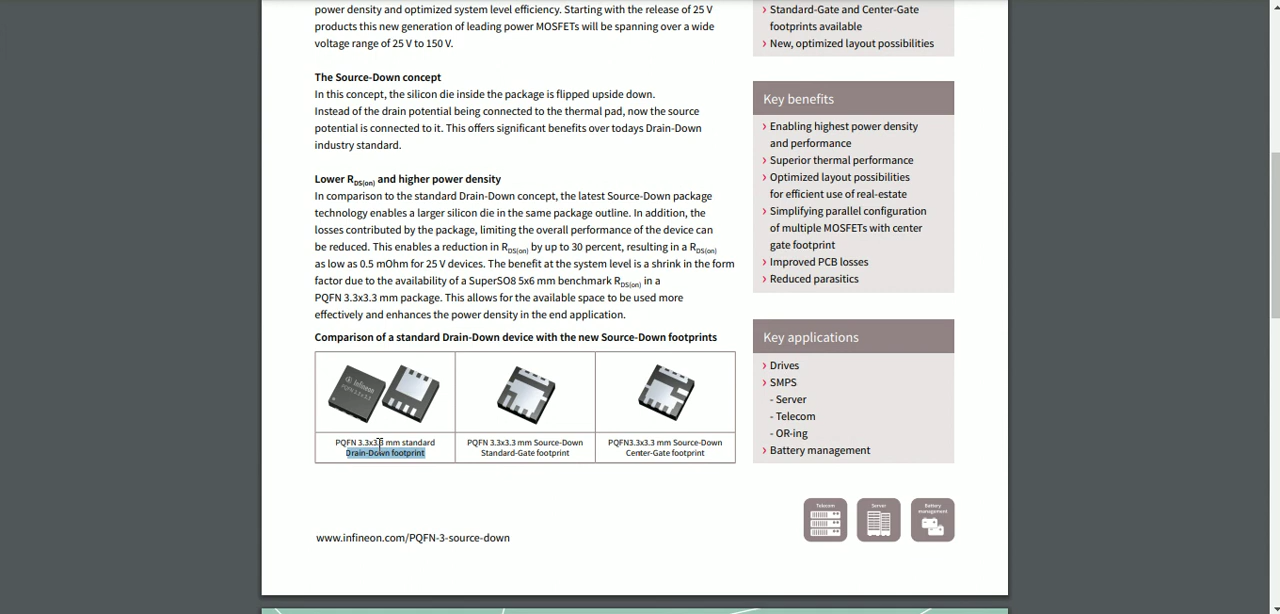 power density and optimized system level efficiency. Starting with the release of 25 V
products this new generation of leading power MOSFETs will be spanning over a wide
voltage range of 25 V to 150 V.
The Source-Down concept
In this concept, the silicon die inside the package is flipped upside down.
Instead of the drain potential being connected to the thermal pad, now the source
potential is connected to it. This offers significant benefits over todays Drain-Down
industry standard.
Lower RDS(on) and higher power density
In comparison to the standard Drain-Down concept, the latest Source-Down package
technology enables a larger silicon die in the same package outline. In addition, the
losses contributed by the package, limiting the overall performance of the device can
be reduced. This enables a reduction in RDS(on) by up to 30 percent, resulting in a RDS(on)
as low as 0.5 mOhm for 25 V devices. The benefit at the system level is a shrink in the form
factor due to the availability of a SuperSO8 5x6 mm benchmark RDS(on) in a
PQFN 3.3x3.3 mm package. This allows for the available space to be used more
effectively and enhances the power density in the end application.
Comparison of a standard Drain-Down device with the new Source-Down footprints
infineon
PQFN 3.3 x 3.3
PQFN 3.3x3.3 mm standard
Drain-Down footprint
PQFN 3.3x3.3 mm Source-Down
Standard-Gate footprint
PQFN3.3x3.3 mm Source-Down
Center-Gate footprint
www.infineon.com/PQFN-3-source-down
› Standard-Gate and Center-Gate
footprints available
› New, optimized layout possibilities
Key benefits
› Enabling highest power density
and performance
› Superior thermal performance
› Optimized layout possibilities
for efficient use of real-estate
› Simplifying parallel configuration
of multiple MOSFETs with center
gate footprint
› Improved PCB losses
› Reduced parasitics
Key applications
› Drives
› SMPS
- Server
- Telecom
- OR-ing
› Battery management
Telecom
Server
Battery
management